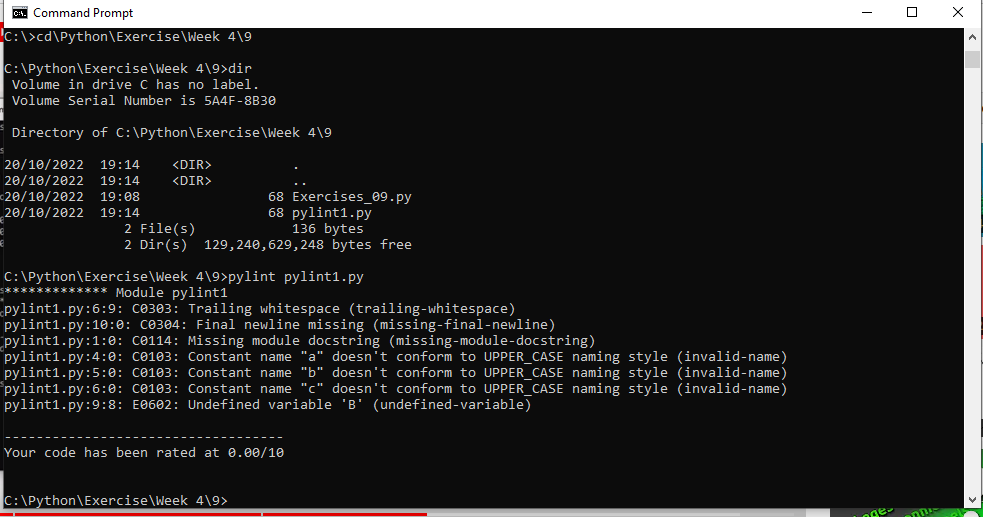 Command Prompt
C:\>cd\Python\Exercise\Week 4\9
C:\Python\Exercise\Week 4\9>dir
Volume in drive C has no label.
Volume Serial Number is 5A4F-8B30
Directory of C:\Python\Exercise\Week 4\9
20/10/2022  19:14    <DIR>          .
20/10/2022  19:14    <DIR>          ..
20/10/2022  19:08                68 Exercises_09.py
20/10/2022  19:14                68 pylint1.py
2 File(s)            136 bytes
2 Dir(s)  129,240,629,248 bytes free
C:\Python\Exercise\Week 4\9>pylint pylint1.py
************* Module pylint1
pylint1.py:6:9: C0303: Trailing whitespace (trailing-whitespace)
pylint1.py:10:0: C0304: Final newline missing (missing-final-newline)
pylint1.py:1:0: C0114: Missing module docstring (missing-module-docstring)
pylint1.py:4:0: C0103: Constant name "a" doesn't conform to UPPER_CASE naming style (invalid-name)
pylint1.py:5:0: C0103: Constant name "b" doesn't conform to UPPER_CASE naming style (invalid-name)
pylint1.py:6:0: C0103: Constant name "c" doesn't conform to UPPER_CASE naming style (invalid-name)
pylint1.py:9:8: E0602: Undefined variable 'B' (undefined-variable)
-----------------------------------
Your code has been rated at 0.00/10
C:\Python\Exercise\Week 4\9>